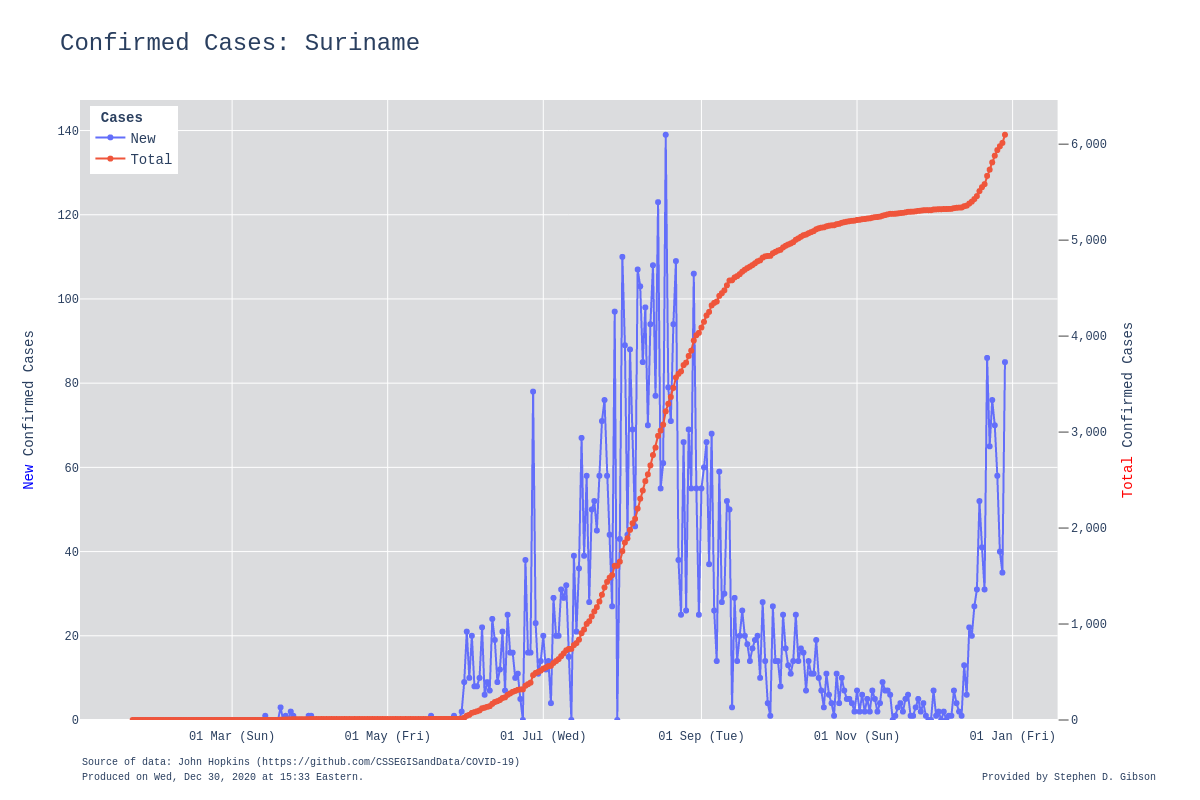 Confirmed Cases: Suriname
Cases
New
Total
140
120
100
80
60
40
20
0
6,000
5,000
4,000
3,000
2,000
1,000
0
New Confirmed Cases
Total Confirmed Cases
01 Mar (Sun) 01 May (Fri) 01 Jul (Wed) 01 Sep (Tue) 01 Nov (Sun) 01 Jan (Fri)
Source of data: John Hopkins (https://github.com/CSSEGISandData/COVID-19)
Produced on Wed, Dec 30, 2020 at 15:33 Eastern.
Provided by Stephen D. Gibson